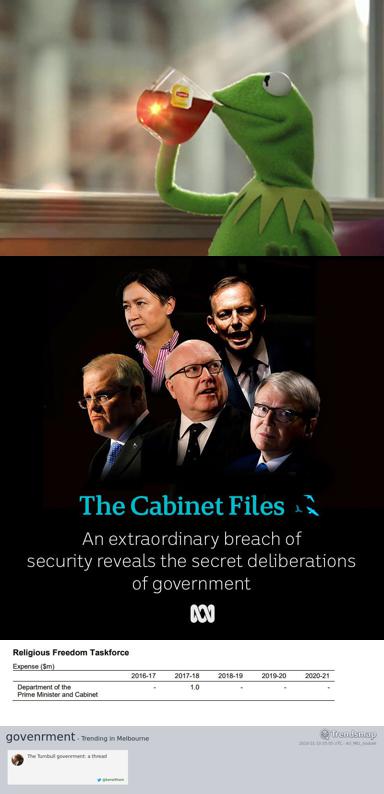 Lipton
The Cabinet Files
An extraordinary breach of
security reveals the secret deliberations
of government
Religious Freedom Taskforce
Expense ($m)
2016-17 2017-18 2018-19 2019-20 2020-21
Department of the
Prime Minister and Cabinet - 1.0 - - -
govenrment - Trending in Melbourne
Trendsmap
The Turnbull govenrment: a thread